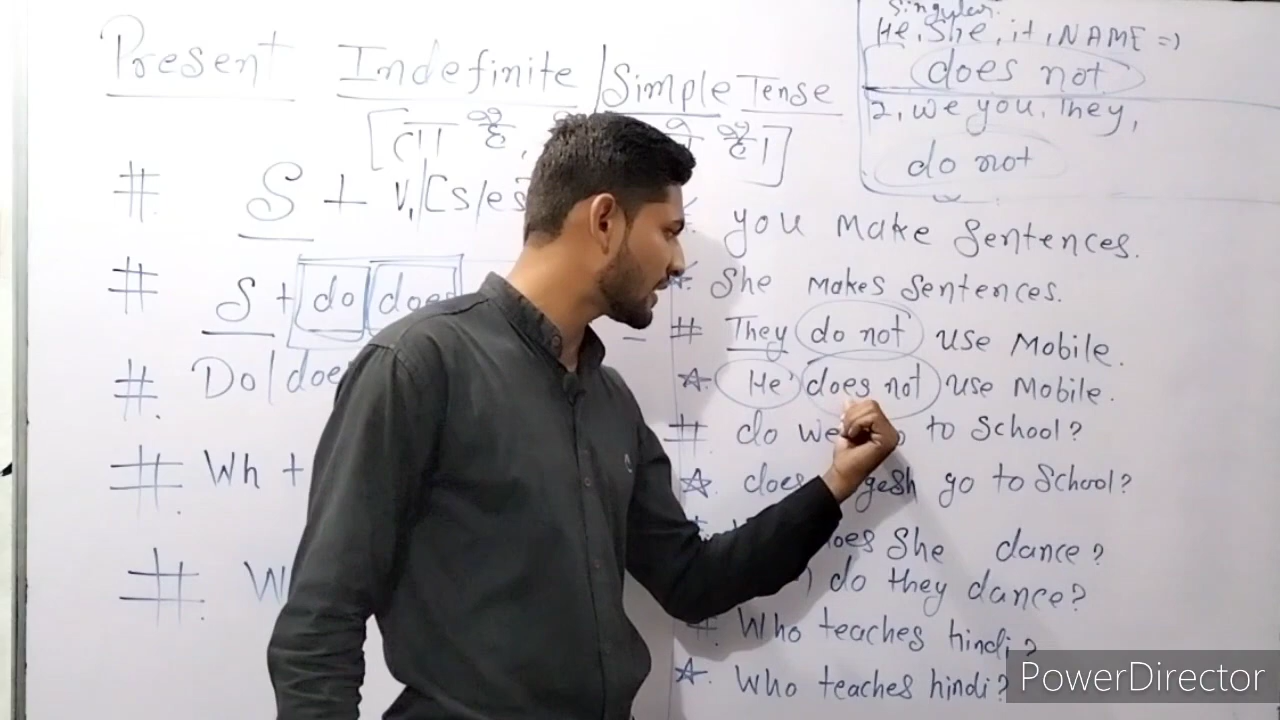 Present Indefinite / Simple Tense
# S + V₁ [s/es
# S + do does
# Do/doe
# Wh +
# W
Singular.
He, She, it, NAME =>
does not
2, we you, They,
do not
you make Sentences.
She makes Sentences.
# They do not use Mobile.
☆ He does not use Mobile.
# do we to School?
☆ does gesh go to School?
oes She dance?
do they dance?
# Who teaches hindi?
☆ Who teaches hindi?
PowerDirector